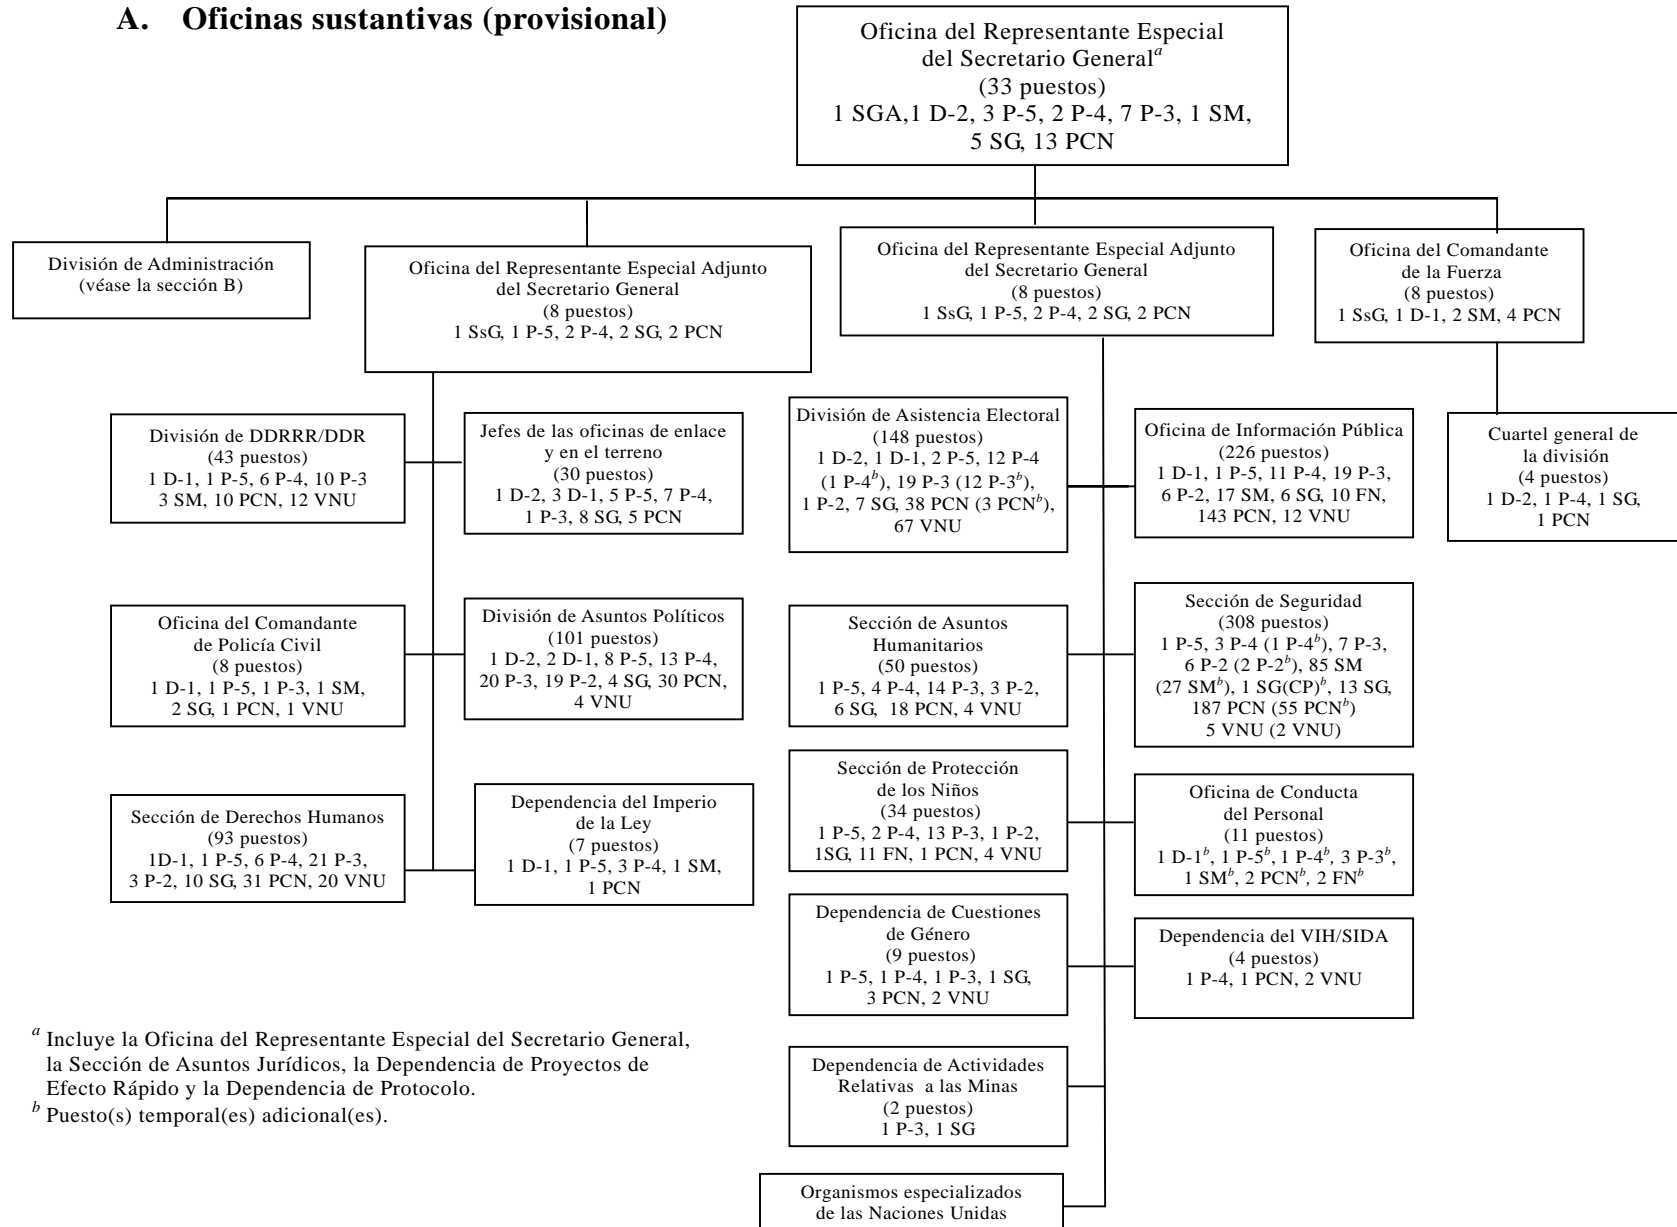 A. Oficinas sustantivas (provisional)
Oficina del Representante Especial
del Secretario General a
(33 puestos)
1 SGA,1 D-2, 3 P-5, 2 P-4, 7 P-3, 1 SM,
5 SG, 13 PCN
División de Administración
(véase la sección B)
Oficina del Representante Especial Adjunto
del Secretario General
(8 puestos)
1 SsG, 1 P-5, 2 P-4, 2 SG, 2 PCN
Oficina del Representante Especial Adjunto
del Secretario General
(8 puestos)
1 SsG, 1 P-5, 2 P-4, 2 SG, 2 PCN
Oficina del Comandante
de la Fuerza
(8 puestos)
1 SsG, 1 D-1, 2 SM, 4 PCN
División de DDRRR/DDR
(43 puestos)
1 D-1, 1 P-5, 6 P-4, 10 P-3
3 SM, 10 PCN, 12 VNU
Jefes de las oficinas de enlace
y en el terreno
(30 puestos)
1 D-2, 3 D-1, 5 P-5, 7 P-4,
1 P-3, 8 SG, 5 PCN
División de Asistencia Electoral
(148 puestos)
1 D-2, 1 D-1, 2 P-5, 12 P-4
(1 P-4b), 19 P-3 (12 P-3b),
1 P-2, 7 SG, 38 PCN (3 PCNb),
67 VNU
Oficina de Información Pública
(226 puestos)
1 D-1, 1 P-5, 11 P-4, 19 P-3,
6 P-2, 17 SM, 6 SG, 10 FN,
143 PCN, 12 VNU
Cuartel general de
la división
(4 puestos)
1 D-2, 1 P-4, 1 SG,
1 PCN
Oficina del Comandante
de Policía Civil
(8 puestos)
1 D-1, 1 P-5, 1 P-3, 1 SM,
2 SG, 1 PCN, 1 VNU
División de Asuntos Políticos
(101 puestos)
1 D-2, 2 D-1, 8 P-5, 13 P-4,
20 P-3, 19 P-2, 4 SG, 30 PCN,
4 VNU
Sección de Asuntos
Humanitarios
(50 puestos)
1 P-5, 4 P-4, 14 P-3, 3 P-2,
6 SG, 18 PCN, 4 VNU
Sección de Seguridad
(308 puestos)
1 P-5, 3 P-4 (1 P-4b), 7 P-3,
6 P-2 (2 P-2b), 85 SM
(27 SMb), 1 SG(CP)b, 13 SG,
187 PCN (55 PCNb)
5 VNU (2 VNU)
Sección de Derechos Humanos
(93 puestos)
1D-1, 1 P-5, 6 P-4, 21 P-3,
3 P-2, 10 SG, 31 PCN, 20 VNU
Dependencia del Imperio
de la Ley
(7 puestos)
1 D-1, 1 P-5, 3 P-4, 1 SM,
1 PCN
Sección de Protección
de los Niños
(34 puestos)
1 P-5, 2 P-4, 13 P-3, 1 P-2,
1SG, 11 FN, 1 PCN, 4 VNU
Oficina de Conducta
del Personal
(11 puestos)
1 D-1b, 1 P-5b, 1 P-4b, 3 P-3b,
1 SMb, 2 PCNb, 2 FNb
Dependencia de Cuestiones
de Género
(9 puestos)
1 P-5, 1 P-4, 1 P-3, 1 SG,
3 PCN, 2 VNU
Dependencia del VIH/SIDA
(4 puestos)
1 P-4, 1 PCN, 2 VNU
Dependencia de Actividades
Relativas a las Minas
(2 puestos)
1 P-3, 1 SG
Organismos especializados
de las Naciones Unidas
a Incluye la Oficina del Representante Especial del Secretario General,
la Sección de Asuntos Jurídicos, la Dependencia de Proyectos de
Efecto Rápido y la Dependencia de Protocolo.
b Puesto(s) temporal(es) adicional(es).